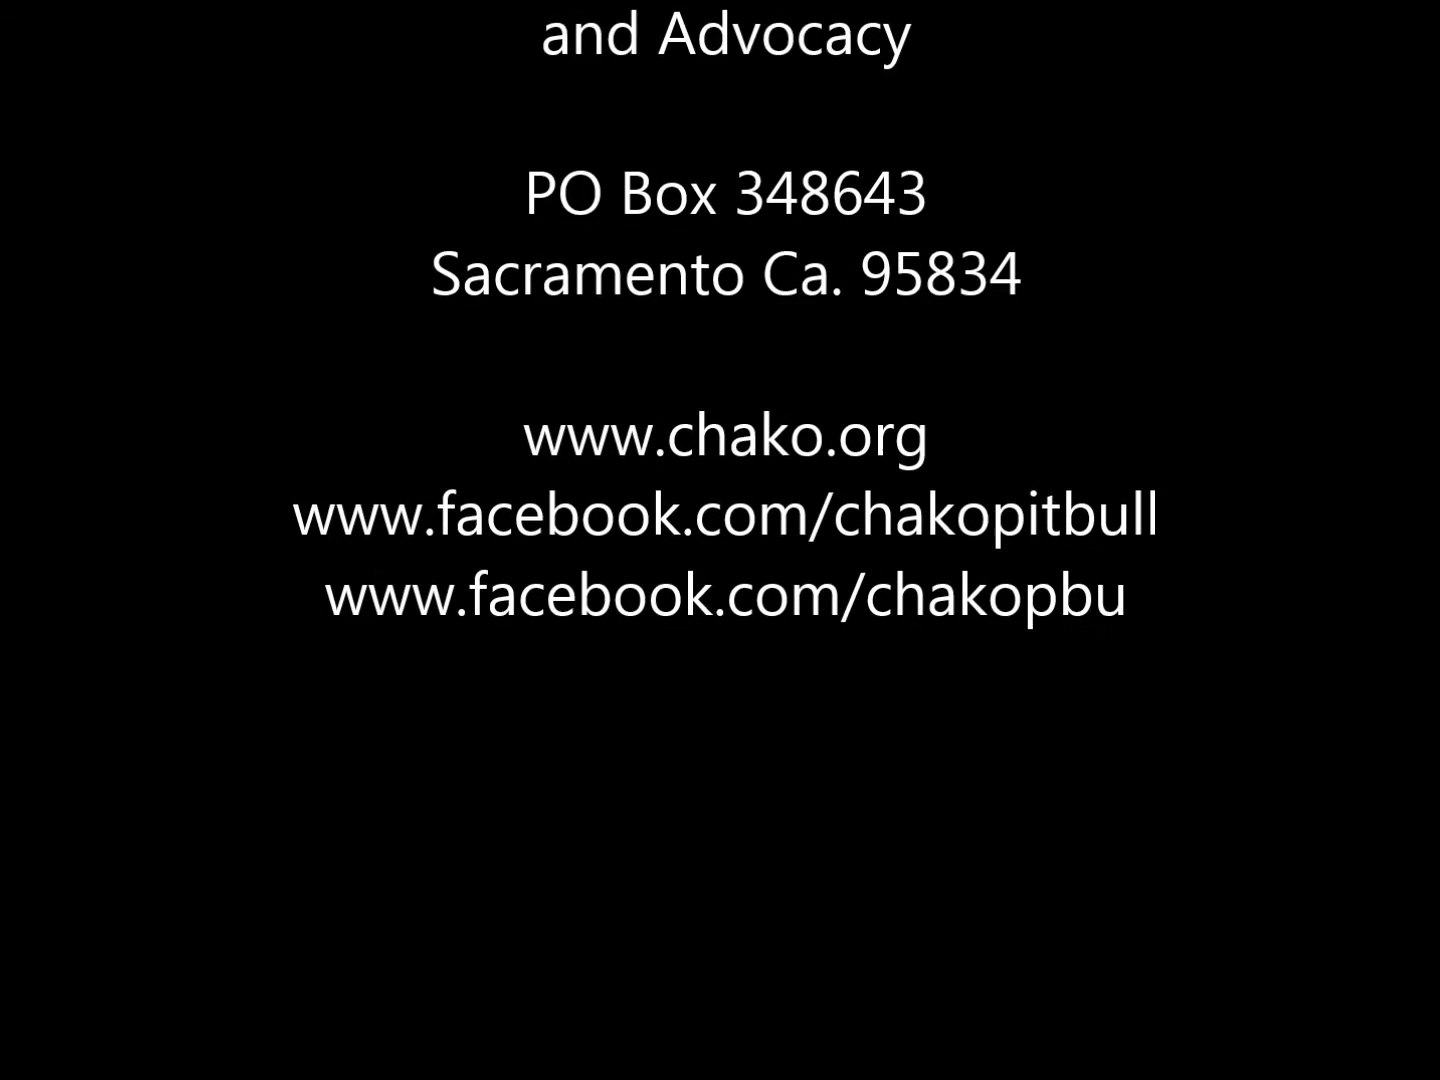 and Advocacy
PO Box 348643
Sacramento Ca. 95834
www.chako.org
www.facebook.com/chakopitbull
www.facebook.com/chakopbu